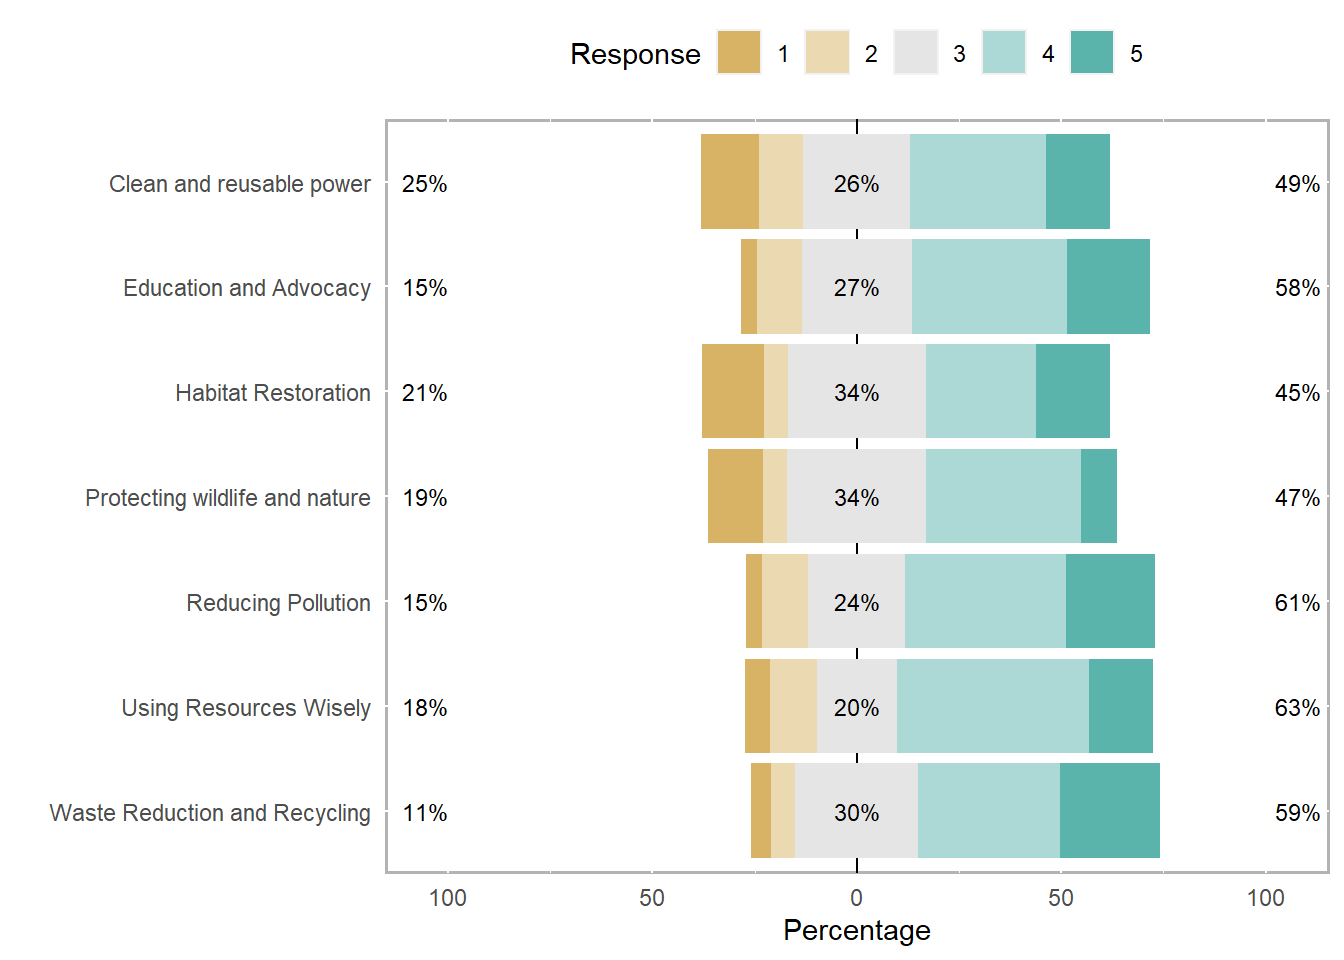 Response 1 2 3 4 5
Clean and reusable power 25% 26% 49%
Education and Advocacy 15% 27% 58%
Habitat Restoration 21% 34% 45%
Protecting wildlife and nature 19% 34% 47%
Reducing Pollution 15% 24% 61%
Using Resources Wisely 18% 20% 63%
Waste Reduction and Recycling 11% 30% 59%
100 50 0 50 100
Percentage